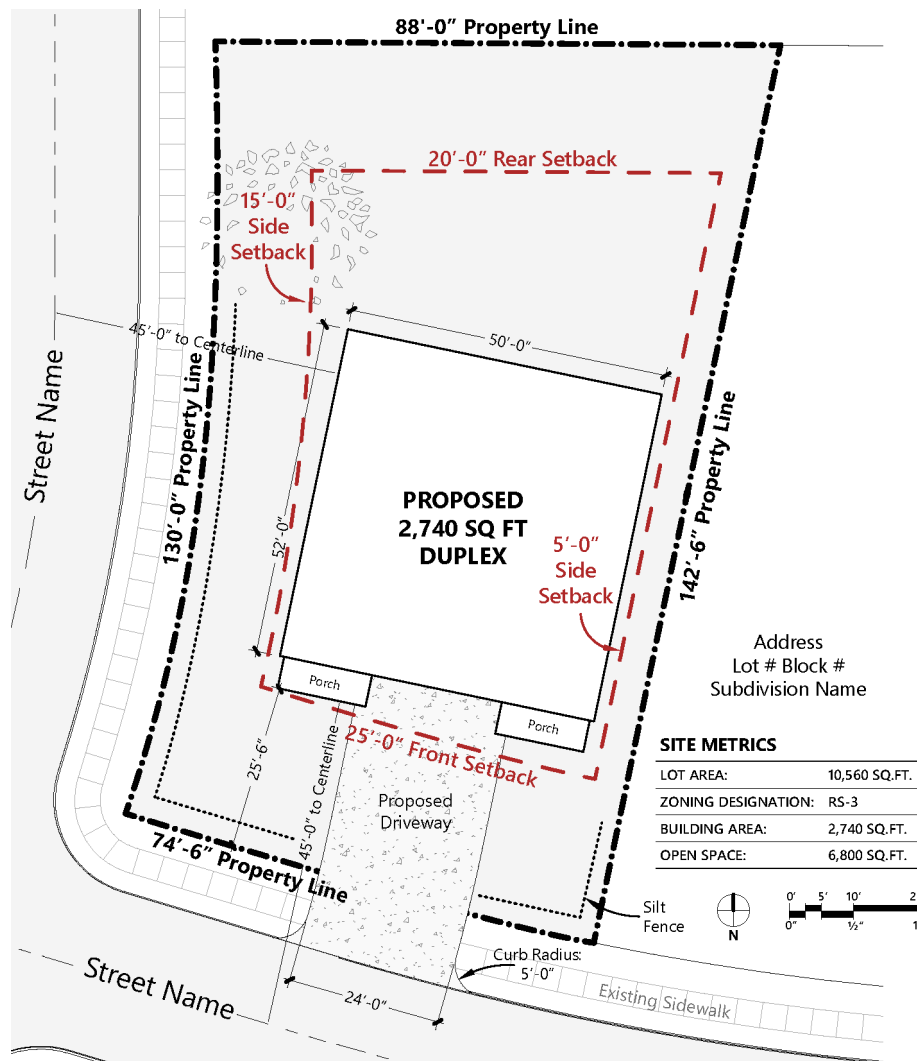 88'-0” Property Line
20’-0” Rear Setback
15’-0”
Side
Setback
45’-0” to Centerline
50’-0”
Street Name
130’-0” Property Line
142’-6” Property Line
PROPOSED
2,740 SQ FT
DUPLEX
52’-0”
5’-0”
Side
Setback
Address
Lot # Block #
Subdivision Name
Porch
Porch
25’-0” Front Setback
25’-6”
45’-0” to Centerline
Proposed
Driveway
74’-6” Property Line
SITE METRICS
LOT AREA: 10,560 SQ.FT.
ZONING DESIGNATION: RS-3
BUILDING AREA: 2,740 SQ.FT.
OPEN SPACE: 6,800 SQ.FT.
Silt
Fence
N
0’ 5’ 10’
0” ½”
Curb Radius:
5’-0”
Street Name
24’-0”
Existing Sidewalk